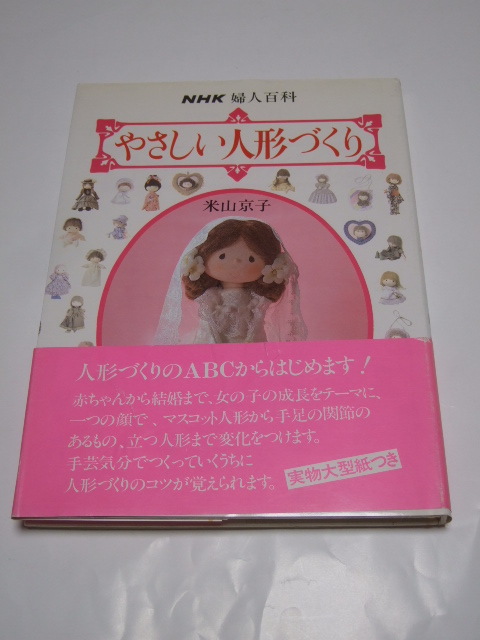 NHK 婦人百科
やさしい人形づくり
米山京子
人形づくりのABCからはじめます!
赤ちゃんから結婚まで、女の子の成長をテーマに、
一つの顔で、マスコット人形から手足の関節の
あるもの、立つ人形まで変化をつけます。
手芸気分でつくっていくうちに
人形づくりのコツが覚えられます。
実物大型紙つき